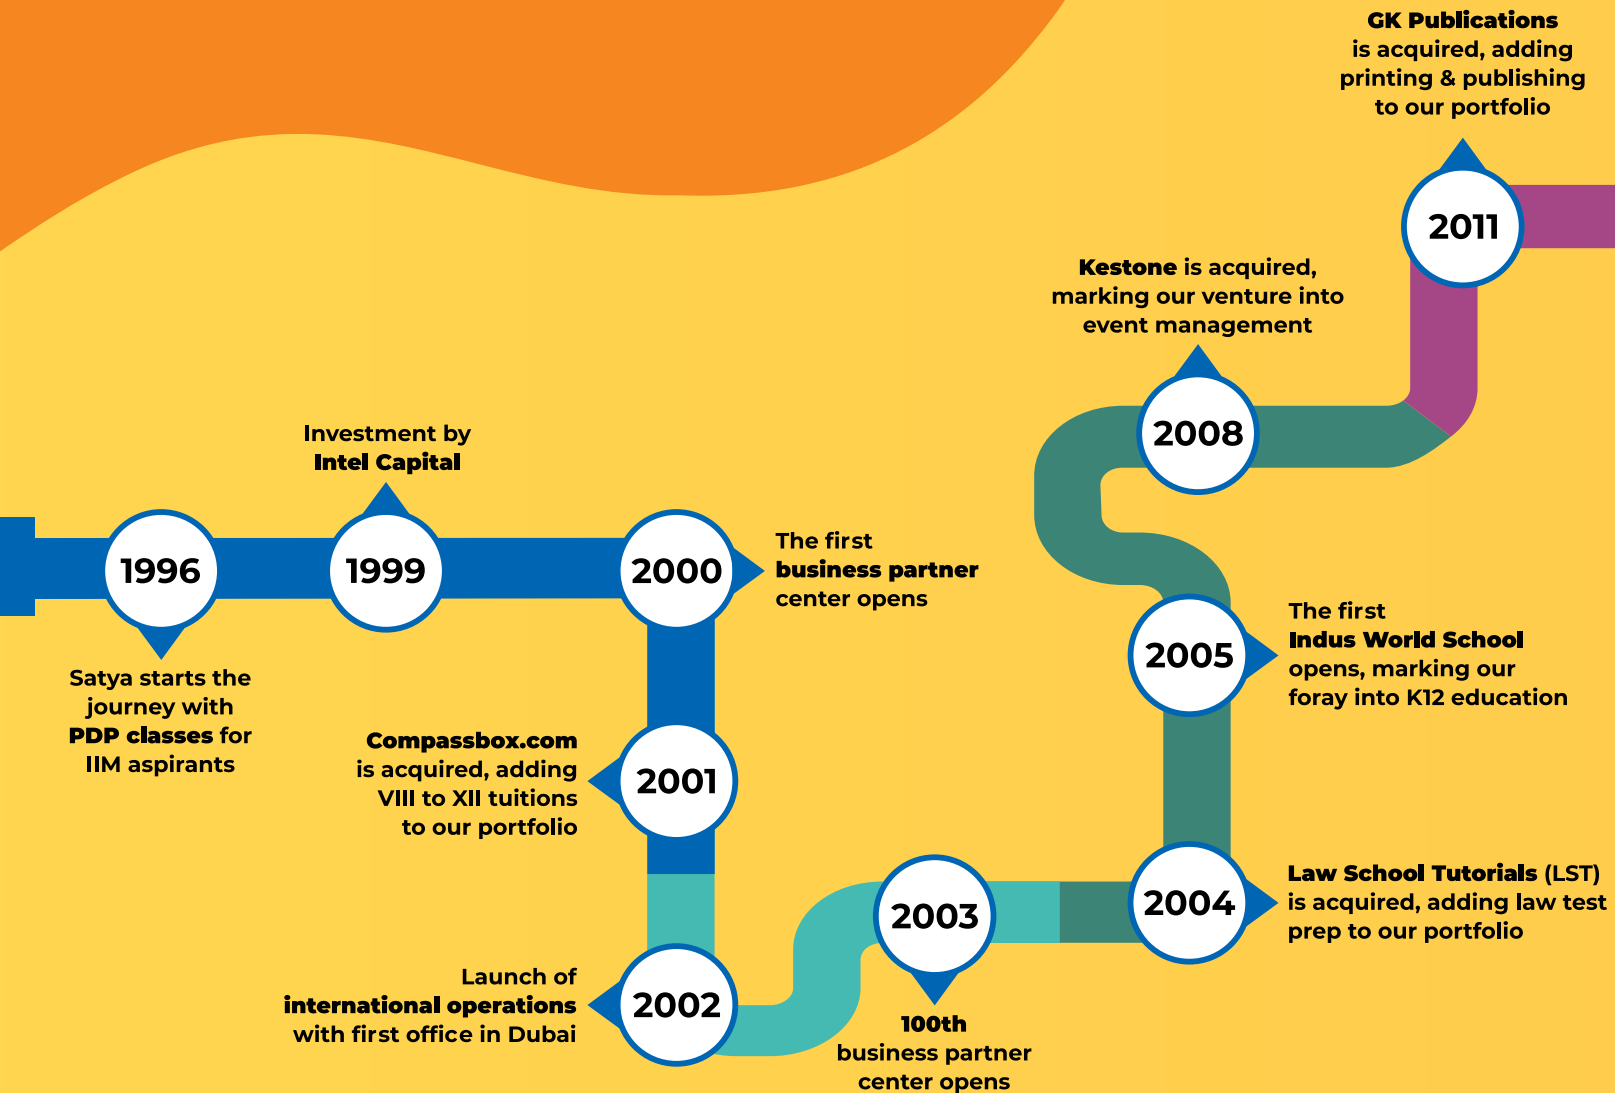 1996
Satya starts the
journey with
PDP classes for
IIM aspirants
Investment by
Intel Capital
1999
2000
The first
business partner
center opens
Compassbox.com
is acquired, adding
VIII to XII tuitions
to our portfolio
2001
Launch of
international operations
with first office in Dubai
2002
2003
100th
business partner
center opens
2004
Law School Tutorials (LST)
is acquired, adding law test
prep to our portfolio
2005
The first
Indus World School
opens, marking our
foray into K12 education
Kestone is acquired,
marking our venture into
event management
2008
GK Publications
is acquired, adding
printing & publishing
to our portfolio
2011